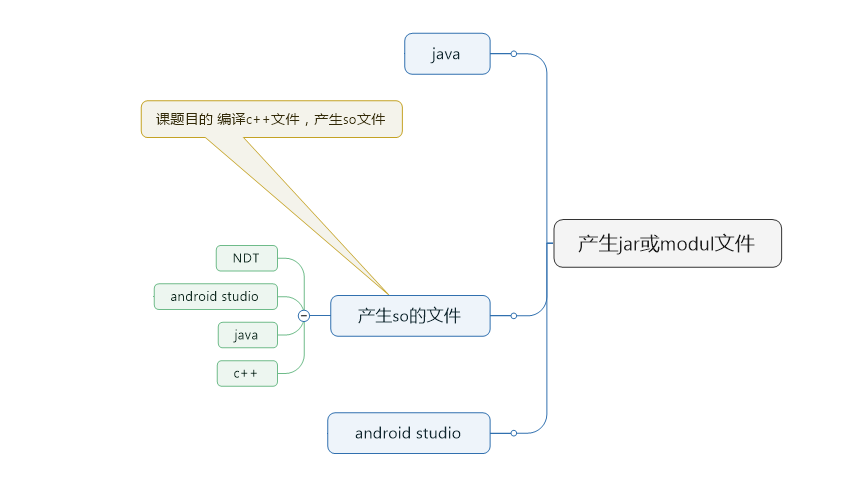 java
课题目的 编译c++文件，产生so文件
产生jar或modul文件
NDT
android studio
产生so的文件
java
c++
android studio